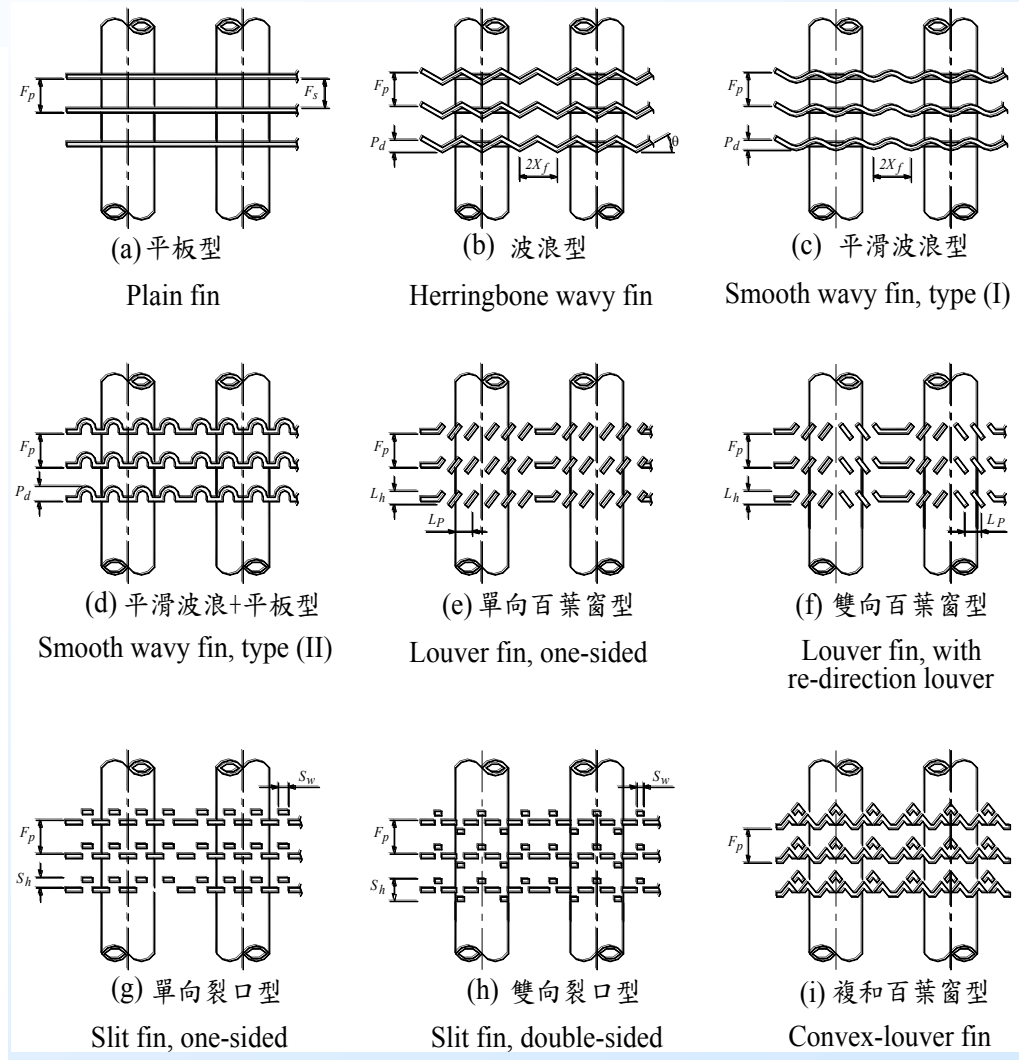 F_p
F_s
F_p
P_d
2X_f
θ
F_p
P_d
2X_f
(a) 平板型
Plain fin
(b) 波浪型
Herringbone wavy fin
(c) 平滑波浪型
Smooth wavy fin, type (I)
F_p
P_d
F_p
L_h
L_P
F_p
L_h
L_P
(d) 平滑波浪+平板型
Smooth wavy fin, type (II)
(e) 單向百葉窗型
Louver fin, one-sided
(f) 雙向百葉窗型
Louver fin, with
re-direction louver
S_w
F_p
S_h
S_w
F_p
S_h
F_p
(g) 單向裂口型
Slit fin, one-sided
(h) 雙向裂口型
Slit fin, double-sided
(i) 複和百葉窗型
Convex-louver fin